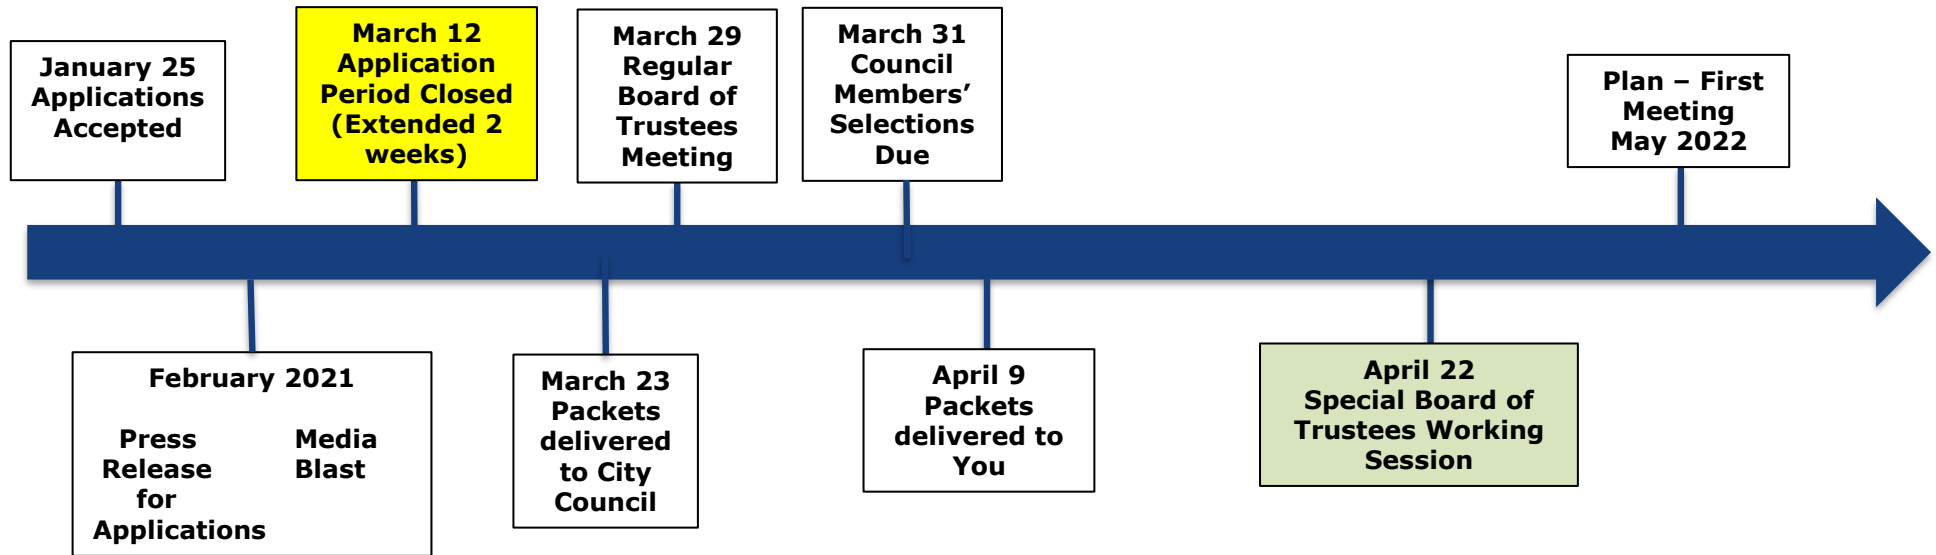 January 25
Applications
Accepted
March 12
Application
Period Closed
(Extended 2
weeks)
March 29
Regular
Board of
Trustees
Meeting
March 31
Council
Members’
Selections
Due
Plan – First
Meeting
May 2022
February 2021
Press
Release
for
Applications
Media
Blast
March 23
Packets
delivered
to City
Council
April 9
Packets
delivered to
You
April 22
Special Board of
Trustees Working
Session